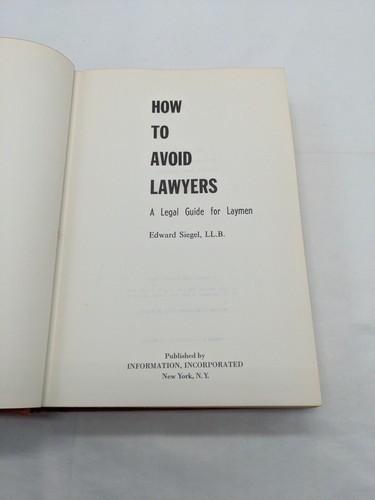 HOW
TO
AVOID
LAWYERS
A Legal Guide for Laymen
Edward Siegel, LL.B.
Published by
INFORMATION, INCORPORATED
New York, N.Y.